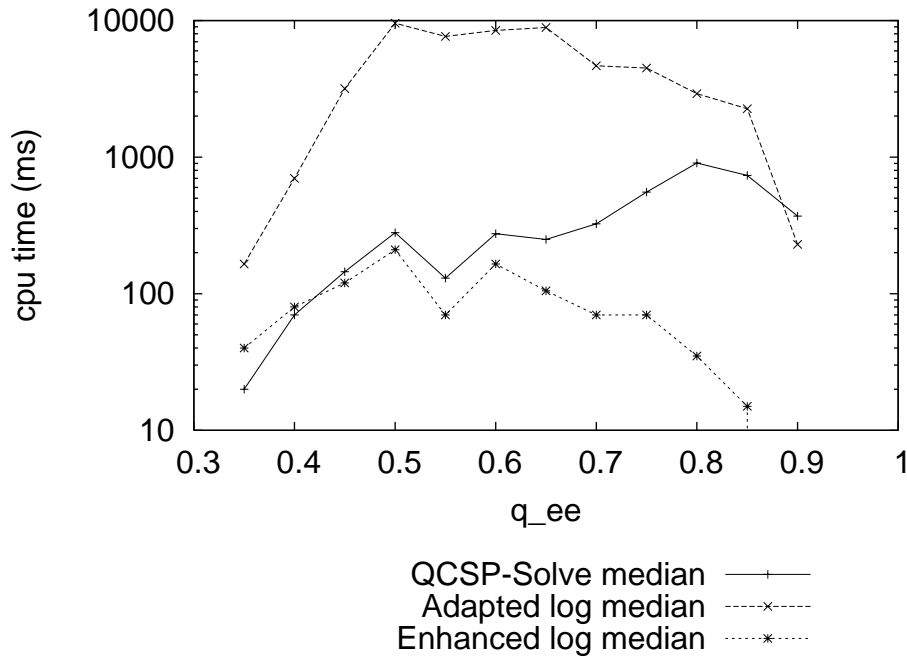 10000
1000
100
10
cpu time (ms)
0.3 0.4 0.5 0.6 0.7 0.8 0.9 1
q_ee
QCSP-Solve median
Adapted log median
Enhanced log median